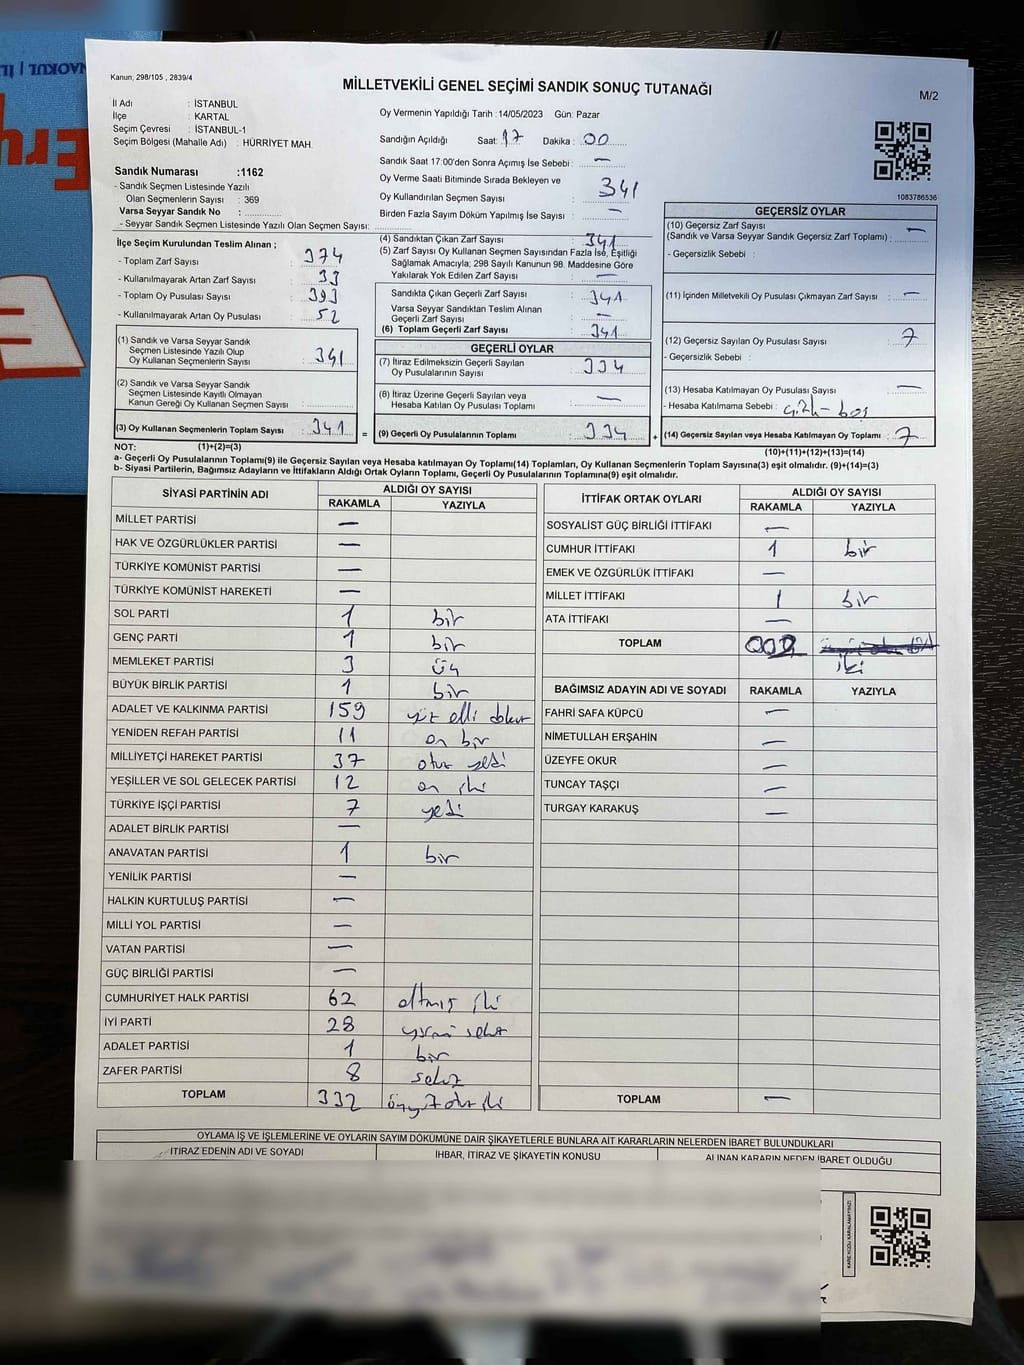 Kanun; 298/105 , 2839/4
MİLLETVEKİLİ GENEL SEÇİMİ SANDIK SONUÇ TUTANAĞI
M/2
İl Adı : İSTANBUL
İlçe : KARTAL
Seçim Çevresi : İSTANBUL-1
Seçim Bölgesi (Mahalle Adı) : HÜRRİYET MAH.
Oy Vermenin Yapıldığı Tarih :14/05/2023 Gün: Pazar
Sandığın Açıldığı Saat: 17 Dakika : 00
Sandık Saat 17:00'den Sonra Açımış İse Sebebi : —
Oy Verme Saati Bitiminde Sırada Bekleyen ve
Oy Kullandırılan Seçmen Sayısı : 341
Birden Fazla Sayım Döküm Yapılmış İse Sayısı : —
1083786536
Sandık Numarası :1162
- Sandık Seçmen Listesinde Yazılı
Olan Seçmenlerin Sayısı : 369
Varsa Seyyar Sandık No :
- Seyyar Sandık Seçmen Listesinde Yazılı Olan Seçmen Sayısı:
İlçe Seçim Kurulundan Teslim Alınan ;
- Toplam Zarf Sayısı : 374
- Kullanılmayarak Artan Zarf Sayısı : 33
- Toplam Oy Pusulası Sayısı : 393
- Kullanılmayarak Artan Oy Pusulası : 52
(1) Sandık ve Varsa Seyyar Sandık
Seçmen Listesinde Yazılı Olup
Oy Kullanan Seçmenlerin Sayısı : 341
(2) Sandık ve Varsa Seyyar Sandık
Seçmen Listesinde Kayıtlı Olmayan
Kanun Gereği Oy Kullanan Seçmen Sayısı :
(3) Oy Kullanan Seçmenlerin Toplam Sayısı : 341
(4) Sandıktan Çıkan Zarf Sayısı : 341
(5) Zarf Sayısı Oy Kullanan Seçmen Sayısından Fazla İse, Eşitliği
Sağlamak Amacıyla; 298 Sayılı Kanunun 98. Maddesine Göre
Yakılarak Yok Edilen Zarf Sayısı : —
Sandıkta Çıkan Geçerli Zarf Sayısı : 341
Varsa Seyyar Sandıktan Teslim Alınan
Geçerli Zarf Sayısı : —
(6) Toplam Geçerli Zarf Sayısı : 341
GEÇERLİ OYLAR
(7) İtiraz Edilmeksizin Geçerli Sayılan
Oy Pusulalarının Sayısı : 334
(8) İtiraz Üzerine Geçerli Sayılan veya
Hesaba Katılan Oy Pusulası Toplamı : —
= (9) Geçerli Oy Pusulalarının Toplamı : 334 +
GEÇERSİZ OYLAR
(10) Geçersiz Zarf Sayısı
(Sandık ve Varsa Seyyar Sandık Geçersiz Zarf Toplamı) : —
- Geçersizlik Sebebi :
(11) İçinden Milletvekili Oy Pusulası Çıkmayan Zarf Sayısı : —
(12) Geçersiz Sayılan Oy Pusulası Sayısı : 7
- Geçersizlik Sebebi :
(13) Hesaba Katılmayan Oy Pusulası Sayısı : —
- Hesaba Katılmama Sebebi : boş
(14) Geçersiz Sayılan veya Hesaba Katılmayan Oy Toplamı : 7
NOT: (1)+(2)=(3) (10)+(11)+(12)+(13)=(14)
a- Geçerli Oy Pusulalarının Toplamı(9) ile Geçersiz Sayılan veya Hesaba katılmayan Oy Toplamı(14) Toplamları, Oy Kullanan Seçmenlerin Toplam Sayısına(3) eşit olmalıdır. (9)+(14)=(3)
b- Siyasi Partilerin, Bağımsız Adayların ve İttifakların Aldığı Ortak Oyların Toplamı, Geçerli Oy Pusulalarının Toplamına(9) eşit olmalıdır.
SİYASİ PARTİNİN ADI ALDIĞI OY SAYISI
RAKAMLA YAZIYLA
MİLLET PARTİSİ —
HAK VE ÖZGÜRLÜKLER PARTİSİ —
TÜRKİYE KOMÜNİST PARTİSİ —
TÜRKİYE KOMÜNİST HAREKETİ —
SOL PARTİ 1 bir
GENÇ PARTİ 1 bir
MEMLEKET PARTİSİ 3 üç
BÜYÜK BİRLİK PARTİSİ 1 bir
ADALET VE KALKINMA PARTİSİ 159 yüz elli dokuz
YENİDEN REFAH PARTİSİ 11 on bir
MİLLİYETÇİ HAREKET PARTİSİ 37 otuz yedi
YEŞİLLER VE SOL GELECEK PARTİSİ 12 on iki
TÜRKİYE İŞÇİ PARTİSİ 7 yedi
ADALET BİRLİK PARTİSİ —
ANAVATAN PARTİSİ 1 bir
YENİLİK PARTİSİ —
HALKIN KURTULUŞ PARTİSİ —
MİLLİ YOL PARTİSİ —
VATAN PARTİSİ —
GÜÇ BİRLİĞİ PARTİSİ —
CUMHURİYET HALK PARTİSİ 62 altmış iki
İYİ PARTİ 28 yirmi sekiz
ADALET PARTİSİ 1 bir
ZAFER PARTİSİ 8 sekiz
TOPLAM 332 üçyüz otuz iki
İTTİFAK ORTAK OYLARI ALDIĞI OY SAYISI
RAKAMLA YAZIYLA
SOSYALİST GÜÇ BİRLİĞİ İTTİFAKI —
CUMHUR İTTİFAKI 1 bir
EMEK VE ÖZGÜRLÜK İTTİFAKI —
MİLLET İTTİFAKI 1 bir
ATA İTTİFAKI —
TOPLAM 002
iki
BAĞIMSIZ ADAYIN ADI VE SOYADI RAKAMLA YAZIYLA
FAHRİ SAFA KÜPCÜ —
NİMETULLAH ERŞAHİN —
ÜZEYFE OKUR —
TUNCAY TAŞÇI —
TURGAY KARAKUŞ —
TOPLAM —
OYLAMA İŞ VE İŞLEMLERİNE VE OYLARIN SAYIM DÖKÜMÜNE DAİR ŞİKAYETLERLE BUNLARA AİT KARARLARIN NELERDEN İBARET BULUNDUKLARI
İTİRAZ EDENİN ADI VE SOYADI İHBAR, İTİRAZ VE ŞİKAYETİN KONUSU ALINAN KARARIN NEDEN İBARET OLDUĞU
KARE KODU KARALAMAYINIZ!